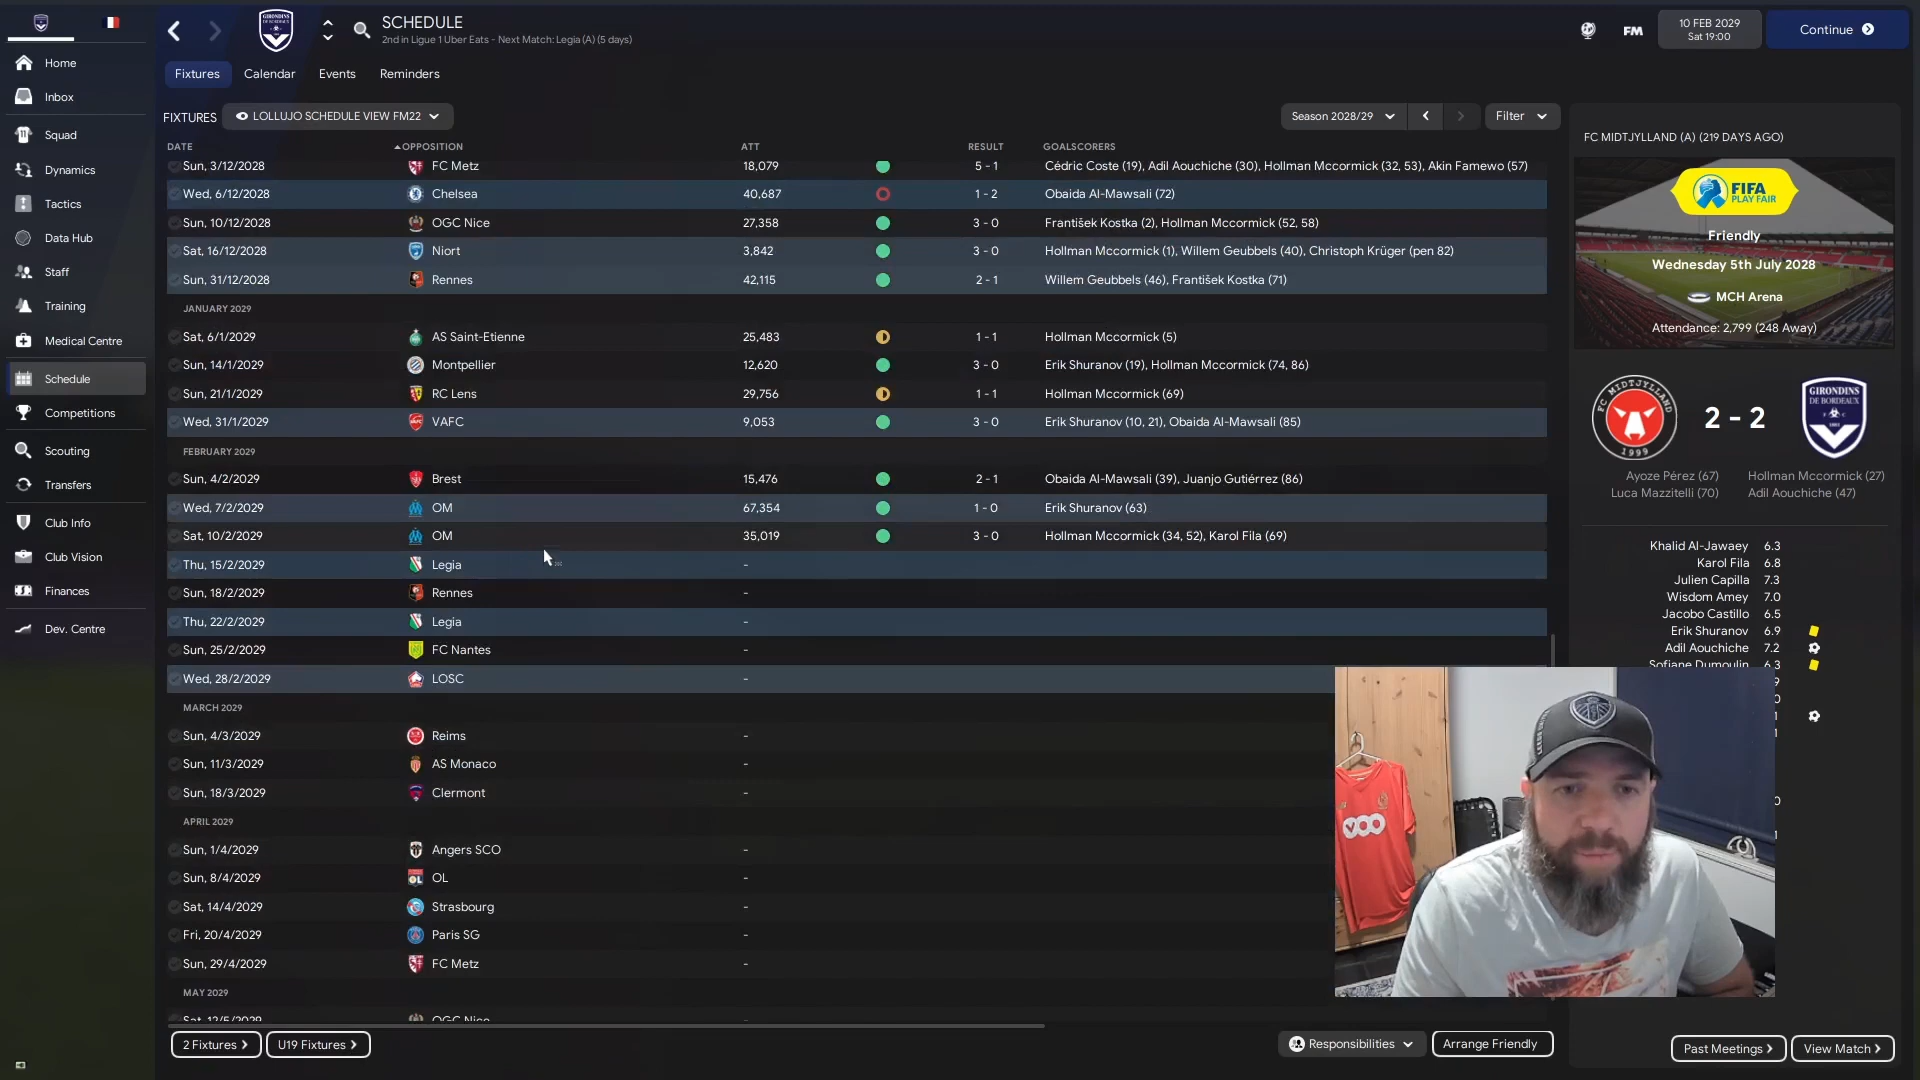 SCHEDULE
2nd in Ligue 1 Uber Eats - Next Match: Legia (A) (5 days)
GIRONDINS
DE BORDEAUX
FM
10 FEB 2029
Sat 19:00
Continue
Home
Inbox
Squad
Dynamics
Tactics
Data Hub
Staff
Training
Medical Centre
Schedule
Competitions
Scouting
Transfers
Club Info
Club Vision
Finances
Dev. Centre
Fixtures
Calendar
Events
Reminders
FIXTURES
LOLLUJO SCHEDULE VIEW FM22
Season 2028/29
Filter
DATE OPPOSITION ATT RESULT GOALSCORERS
Sun, 3/12/2028 FC Metz 18,079 5 - 1 Cédric Coste (19), Adil Aouchiche (30), Hollman Mccormick (32, 53), Akin Famewo (57)
Wed, 6/12/2028 Chelsea 40,687 1 - 2 Obaida Al-Mawsali (72)
Sun, 10/12/2028 OGC Nice 27,358 3 - 0 František Kostka (2), Hollman Mccormick (52, 58)
Sat, 16/12/2028 Niort 3,842 3 - 0 Hollman Mccormick (1), Willem Geubbels (40), Christoph Krüger (pen 82)
Sun, 31/12/2028 Rennes 42,115 2 - 1 Willem Geubbels (46), František Kostka (71)
JANUARY 2029
Sat, 6/1/2029 AS Saint-Etienne 25,483 1 - 1 Hollman Mccormick (5)
Sun, 14/1/2029 Montpellier 12,620 3 - 0 Erik Shuranov (19), Hollman Mccormick (74, 86)
Sun, 21/1/2029 RC Lens 29,756 1 - 1 Hollman Mccormick (69)
Wed, 31/1/2029 VAFC 9,053 3 - 0 Erik Shuranov (10, 21), Obaida Al-Mawsali (85)
FEBRUARY 2029
Sun, 4/2/2029 Brest 15,476 2 - 1 Obaida Al-Mawsali (39), Juanjo Gutiérrez (86)
Wed, 7/2/2029 OM 67,354 1 - 0 Erik Shuranov (63)
Sat, 10/2/2029 OM 35,019 3 - 0 Hollman Mccormick (34, 52), Karol Fila (69)
Thu, 15/2/2029 Legia -
Sun, 18/2/2029 Rennes -
Thu, 22/2/2029 Legia -
Sun, 25/2/2029 FC Nantes -
Wed, 28/2/2029 LOSC -
MARCH 2029
Sun, 4/3/2029 Reims -
Sun, 11/3/2029 AS Monaco -
Sun, 18/3/2029 Clermont -
APRIL 2029
Sun, 1/4/2029 Angers SCO -
Sun, 8/4/2029 OL -
Sat, 14/4/2029 Strasbourg -
Fri, 20/4/2029 Paris SG -
Sun, 29/4/2029 FC Metz -
MAY 2029
Sat, 12/5/2029 OGC Nice
2 Fixtures
U19 Fixtures
Responsibilities
Arrange Friendly
FC MIDTJYLLAND (A) (219 DAYS AGO)
FIFA
PLAY FAIR
Friendly
Wednesday 5th July 2028
MCH Arena
Attendance: 2,799 (248 Away)
FC MIDTJYLLAND
1999
2 - 2
GIRONDINS
DE BORDEAUX
Ayoze Pérez (67) Hollman Mccormick (27)
Luca Mazzitelli (70) Adil Aouchiche (47)
Khalid Al-Jawaey 6.3
Karol Fila 6.8
Julien Capilla 7.3
Wisdom Amey 7.0
Jacobo Castillo 6.5
Erik Shuranov 6.9
Adil Aouchiche 7.2
Sofiane Dumoulin 6.3
VOO
Past Meetings
View Match